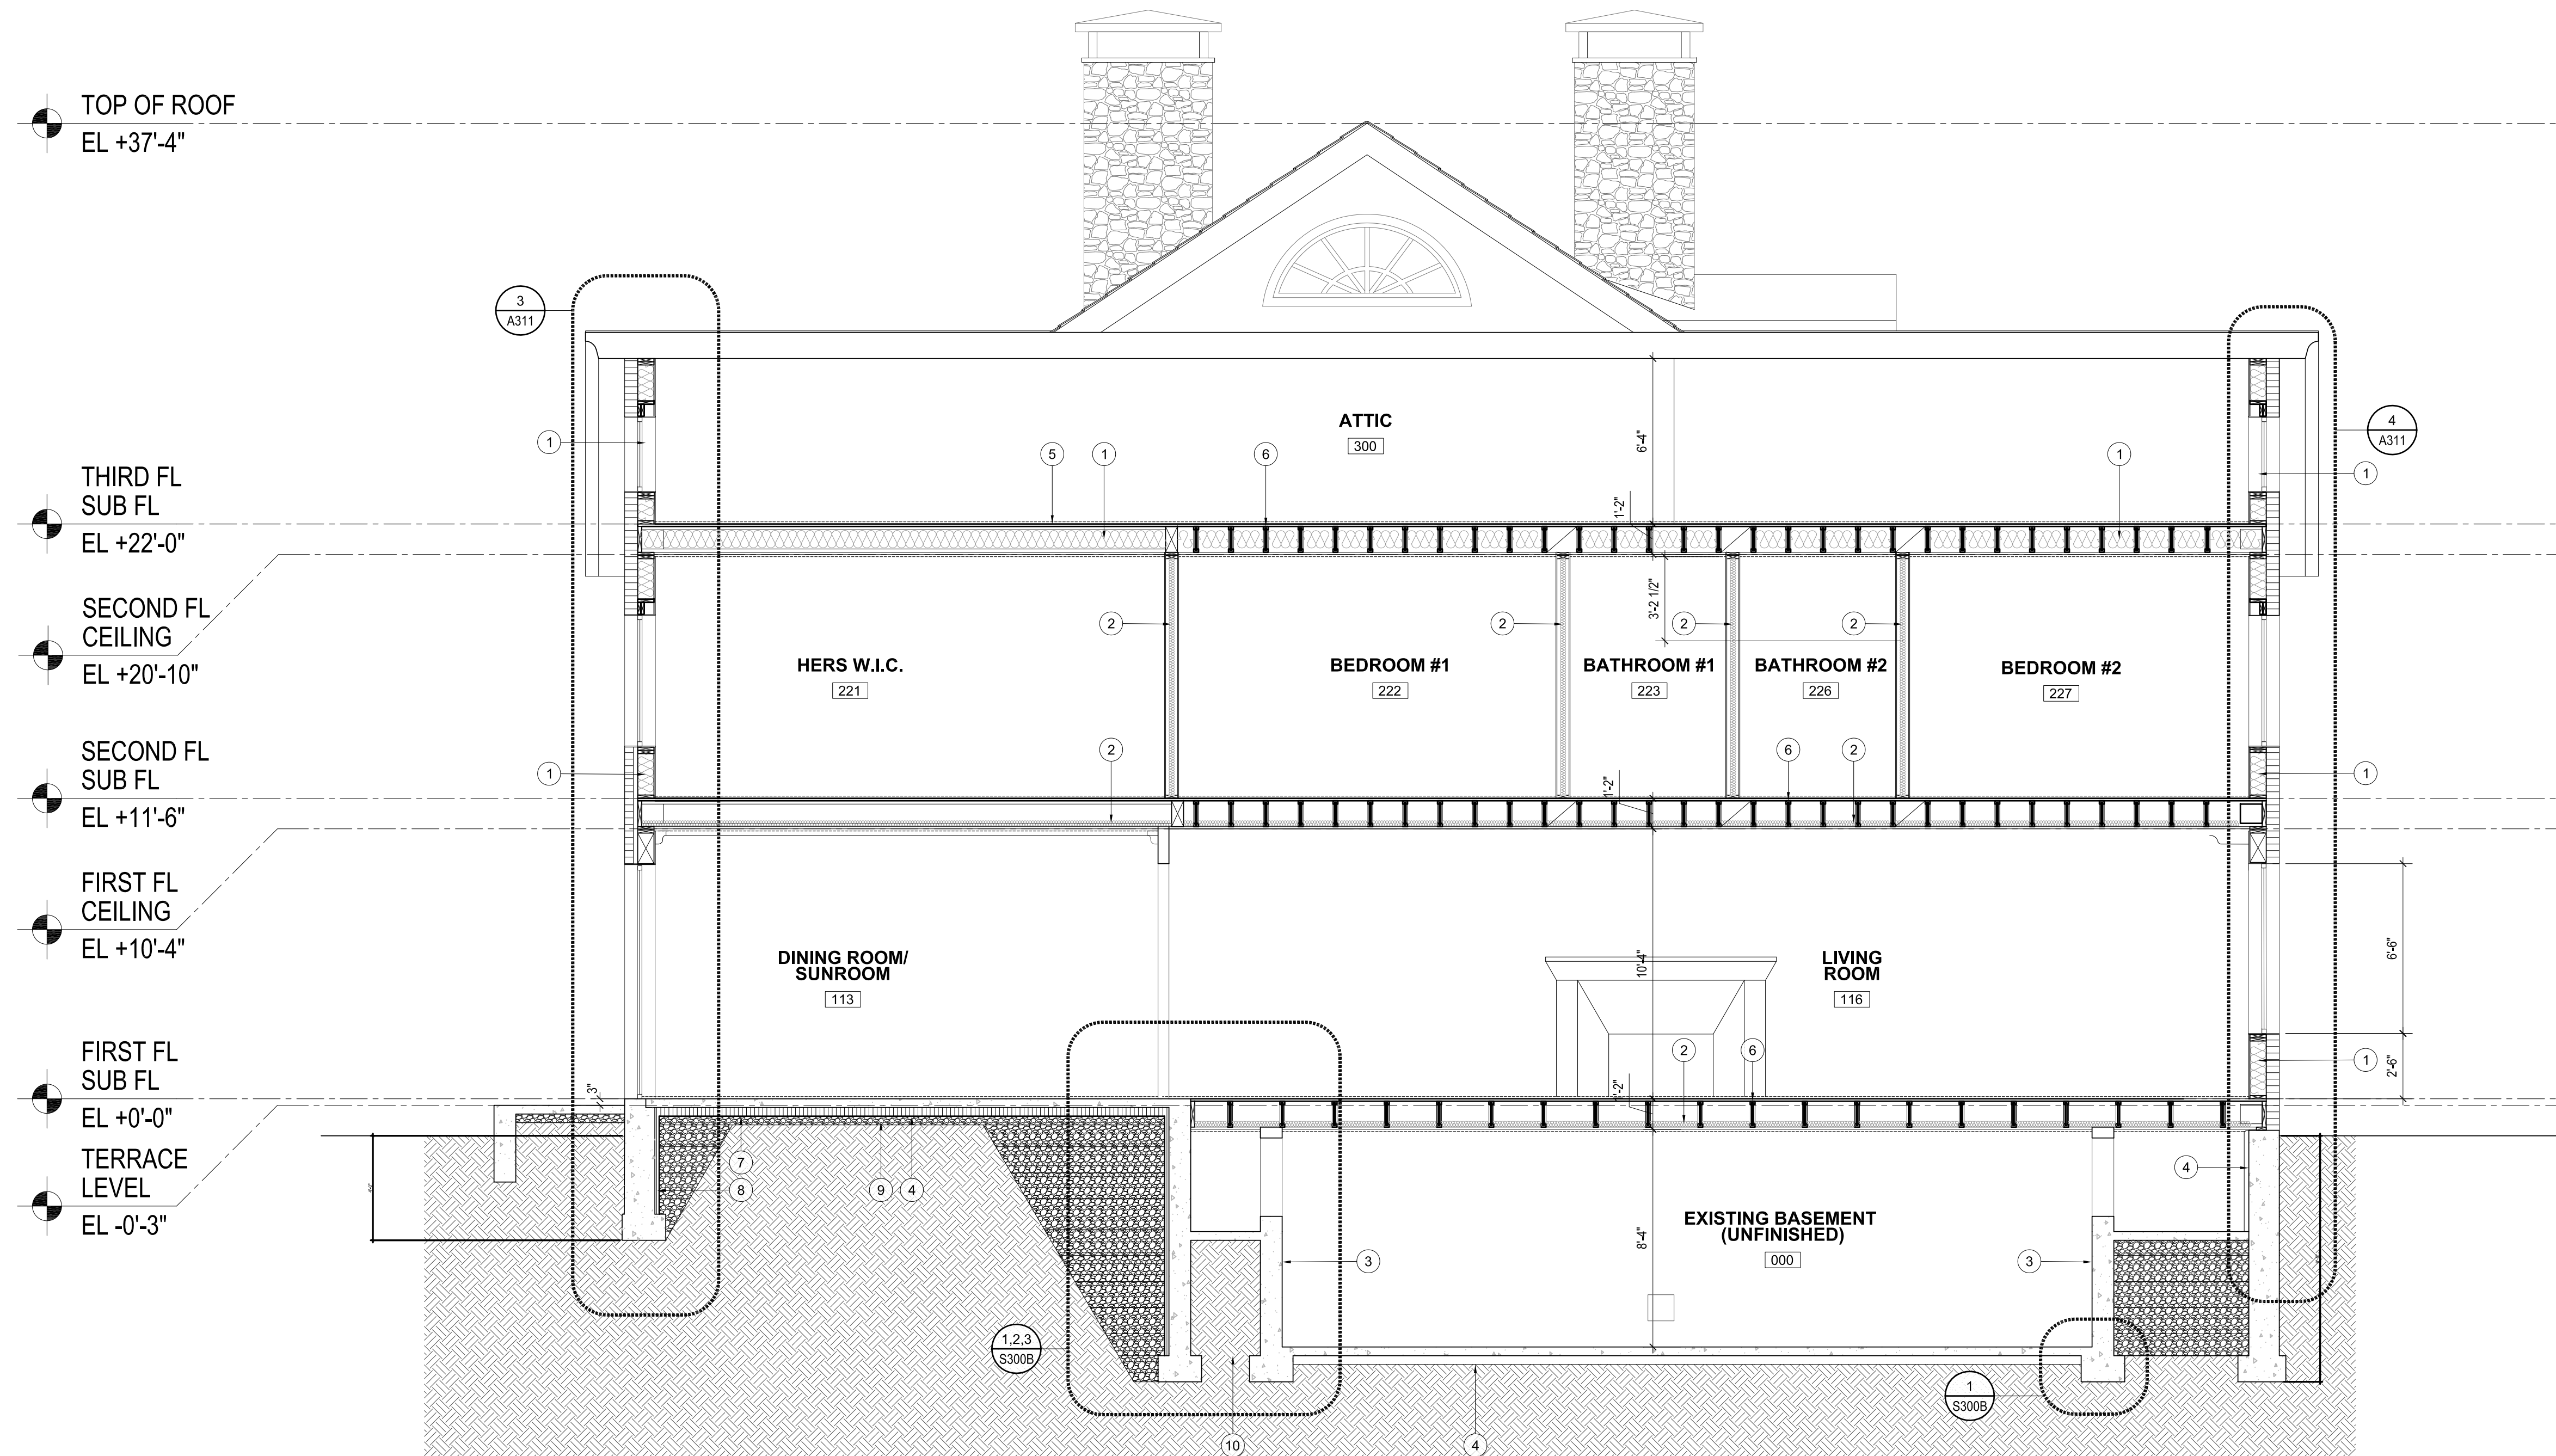 TOP OF ROOF
EL +37'-4"
3
A311
4
A311
ATTIC
300
6'-4"
1
5
1
6
1
1
THIRD FL
SUB FL
EL +22'-0"
1'-2"
SECOND FL
CEILING
EL +20'-10"
3'-2 1/2"
2
2
2
2
HERS W.I.C.
221
BEDROOM #1
222
BATHROOM #1
223
BATHROOM #2
226
BEDROOM #2
227
SECOND FL
SUB FL
EL +11'-6"
1
2
6
2
1
1'-2"
FIRST FL
CEILING
EL +10'-4"
DINING ROOM/
SUNROOM
113
10'-4"
LIVING
ROOM
116
6'-6"
FIRST FL
SUB FL
EL +0'-0"
3"
1'-2"
2
6
1
2'-6"
TERRACE
LEVEL
EL -0'-3"
7
8
9
4
4
EXISTING BASEMENT
(UNFINISHED)
000
8'-4"
3
3
1,2,3
S300B
1
S300B
10
4